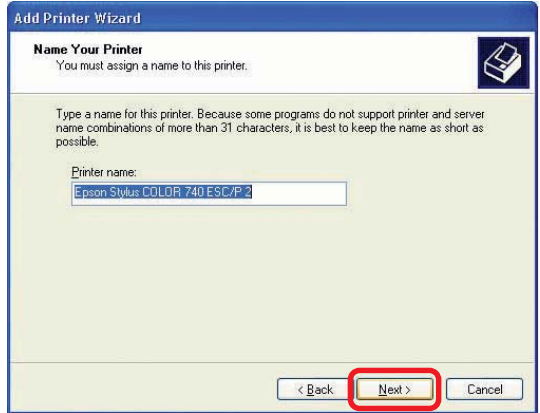 Add Printer Wizard
Name Your Printer
You must assign a name to this printer.
Type a name for this printer. Because some programs do not support printer and server
name combinations of more than 31 characters, it is best to keep the name as short as
possible.
Printer name:
Epson Stylus COLOR 740 ESC/P 2
< Back
Next >
Cancel